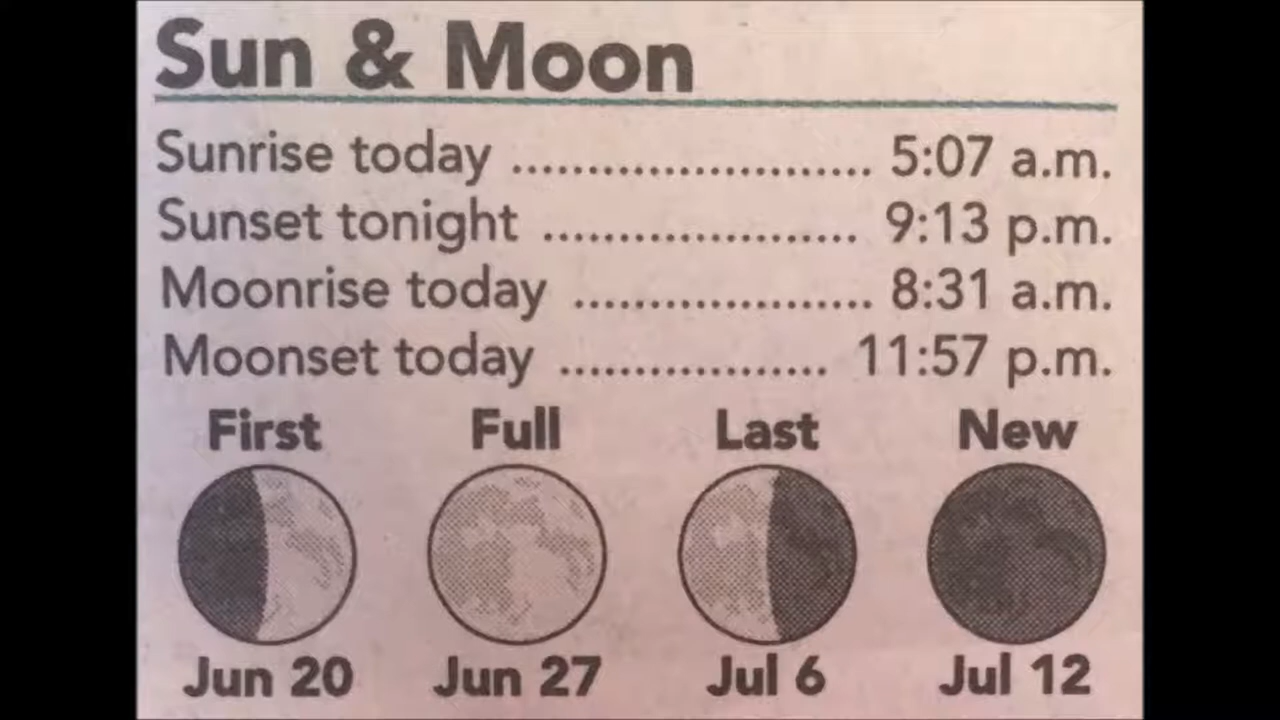 Sun & Moon
Sunrise today ........................ 5:07 a.m.
Sunset tonight ..................... 9:13 p.m.
Moonrise today .................... 8:31 a.m.
Moonset today .................. 11:57 p.m.
First Full Last New
Jun 20 Jun 27 Jul 6 Jul 12